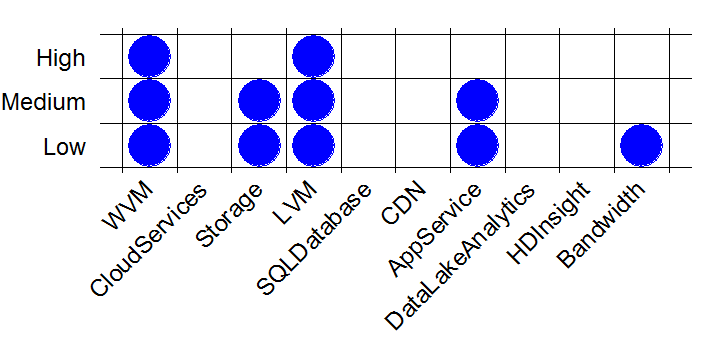 High
Medium
Low
WVM
CloudServices
Storage
LVM
SQLDatabase
CDN
AppService
DataLakeAnalytics
HDInsight
Bandwidth